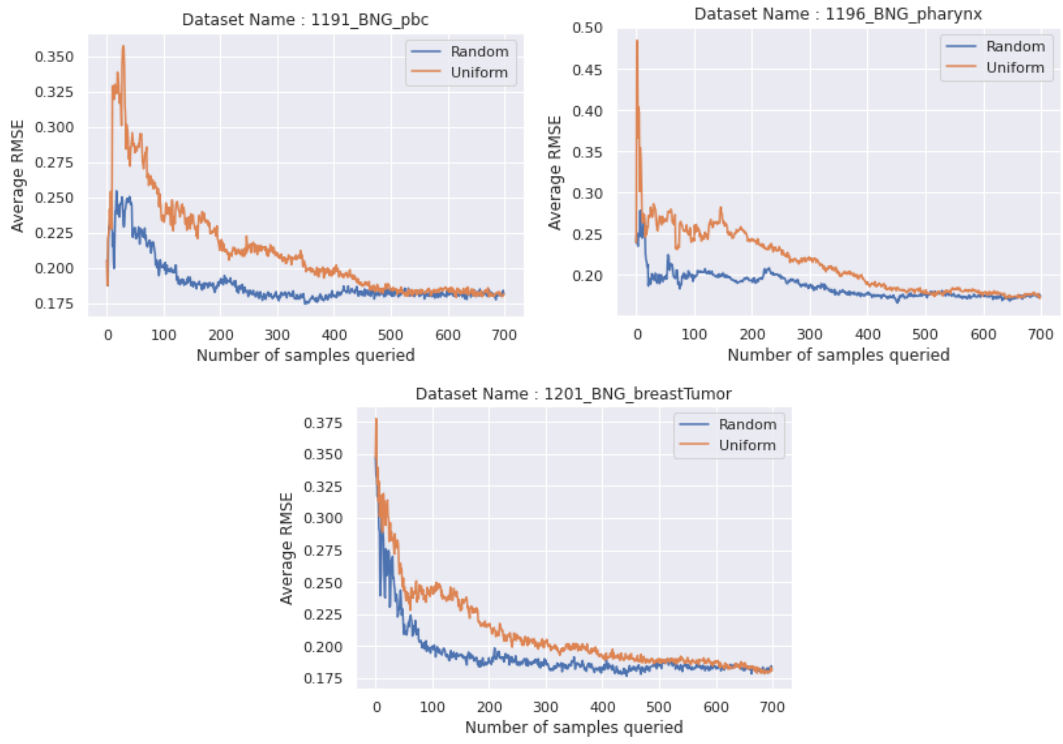 Dataset Name : 1191_BNG_pbc
Average RMSE
0.350
0.325
0.300
0.275
0.250
0.225
0.200
0.175
Random
Uniform
0 100 200 300 400 500 600 700
Number of samples queried
Dataset Name : 1196_BNG_pharynx
Average RMSE
0.50
0.45
0.40
0.35
0.30
0.25
0.20
Random
Uniform
0 100 200 300 400 500 600 700
Number of samples queried
Dataset Name : 1201_BNG_breastTumor
Average RMSE
0.375
0.350
0.325
0.300
0.275
0.250
0.225
0.200
0.175
Random
Uniform
0 100 200 300 400 500 600 700
Number of samples queried